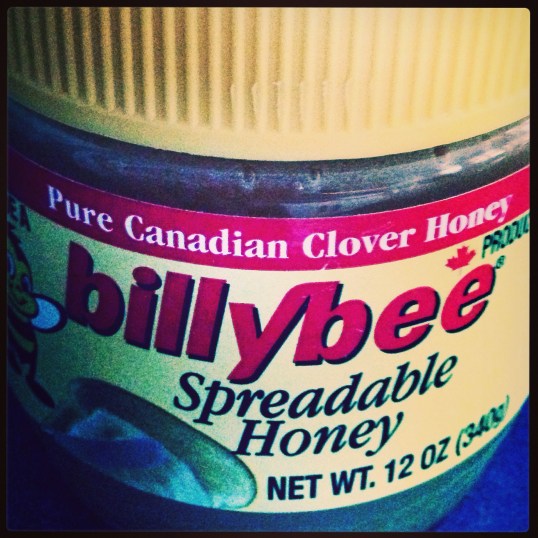 Pure Canadian Clover Honey
billybee®
Spreadable
Honey
NET WT. 12 OZ (340g)